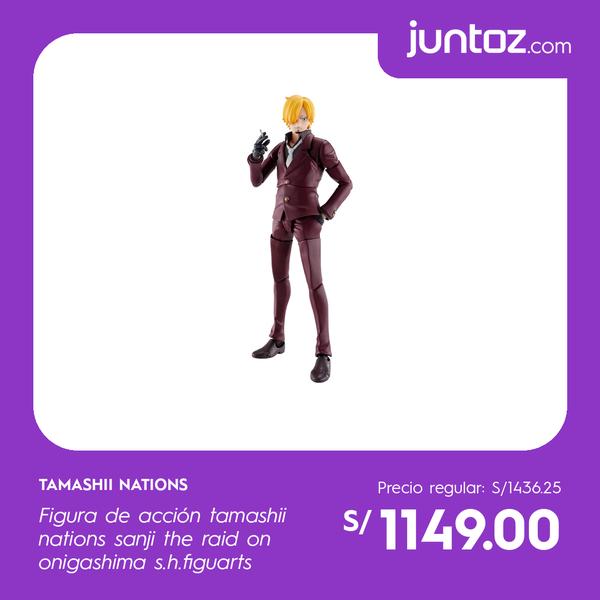 juntoz.com
TAMASHII NATIONS
Figura de acción tamashii
nations sanji the raid on
onigashima s.h.figuarts
Precio regular: S/1436.25
S/1149.00